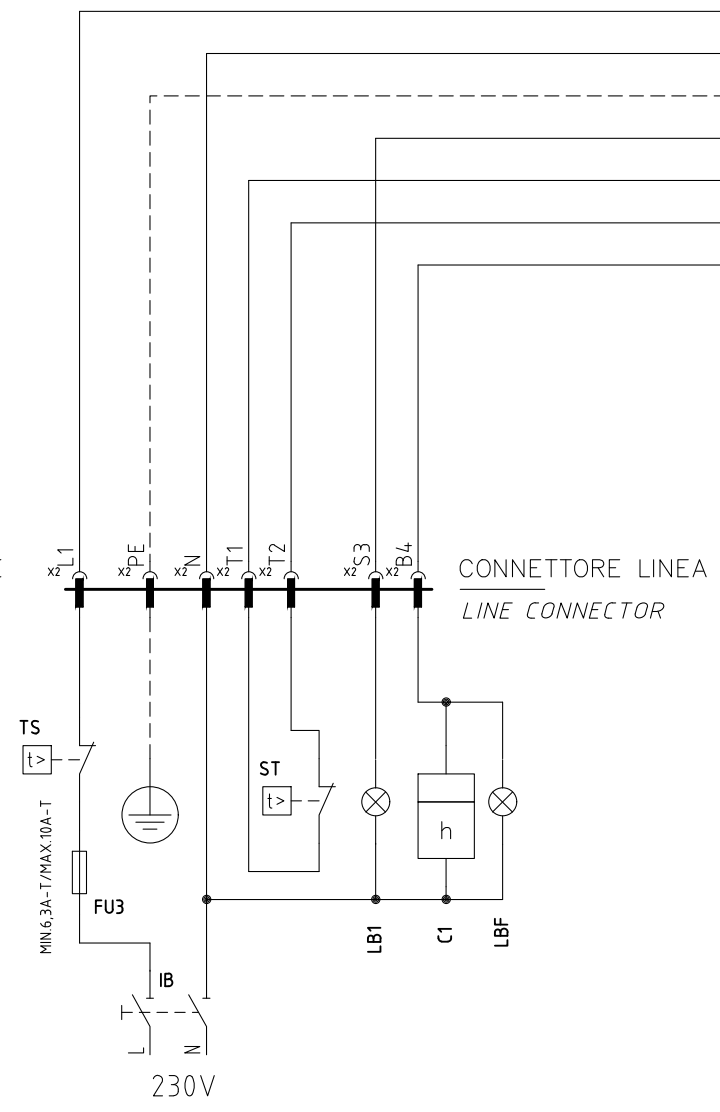 x2 L1
x2 PE
x2 N
x2 T1
x2 T2
x2 S3
x2 B4
CONNETTORE LINEA
LINE CONNECTOR
TS
t>
ST
t>
h
MIN.6,3A-T/MAX.10A-T
FU3
LB1
C1
LBF
IB
L
N
230V